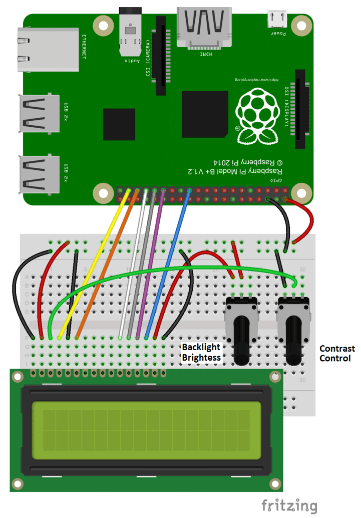 Power
HDMI
Audio
CSI (CAMERA)
ETHERNET
DSI (DISPLAY)
USB 2x
USB 2x
© Raspberry Pi 2014
Raspberry Pi Model B+ V1.2
GPIO
Backlight
Brightess
Contrast
Control
fritzing